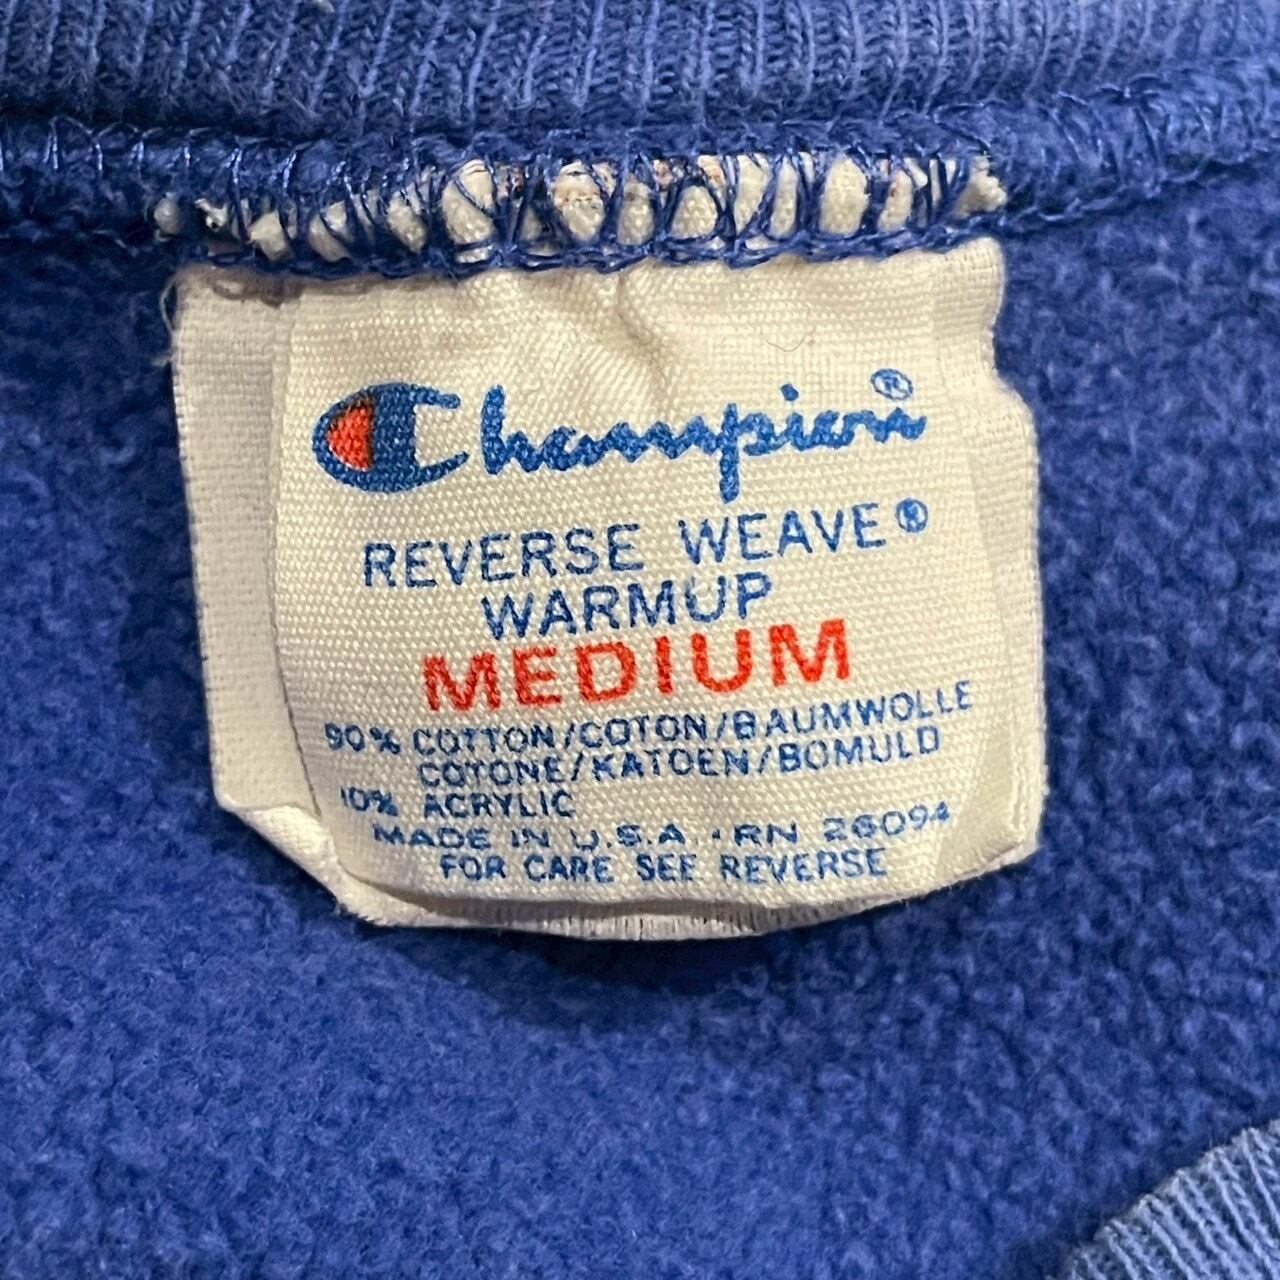 Champion®
REVERSE WEAVE®
WARMUP
MEDIUM
90% COTTON/COTON/BAUMWOLLE
COTONE/KATOEN/BOMULD
10% ACRYLIC
MADE IN U.S.A. · RN 26094
FOR CARE SEE REVERSE